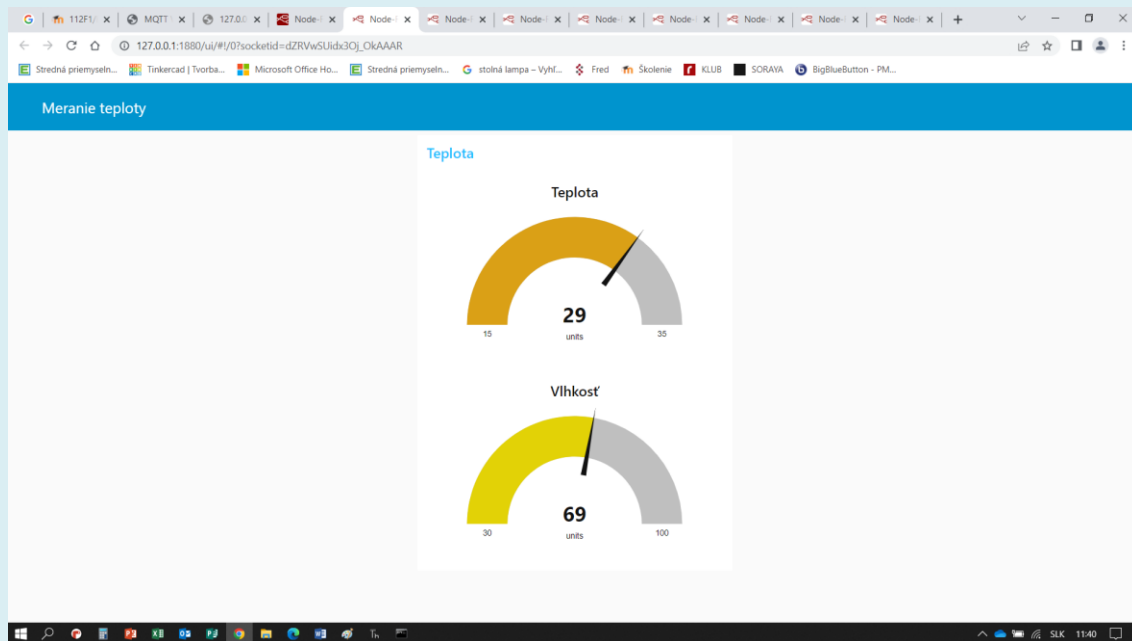 112F1/
MQTT
127.0.
Node-
Node-
Node-
Node-
Node-
Node-
Node-
Node-
127.0.0.1:1880/ui/#!/0?socketid=dZRVwSUidx3Oj_OkAAAR
Stredná priemyseln... Tinkercad | Tvorba... Microsoft Office Ho... Stredná priemyseln... stolná lampa – Vyhľ... Fred Školenie KLUB SORAYA BigBlueButton - PM...
Meranie teploty
Teplota
Teplota
29
15 units 35
Vlhkosť
69
30 units 100
SLK 11:40